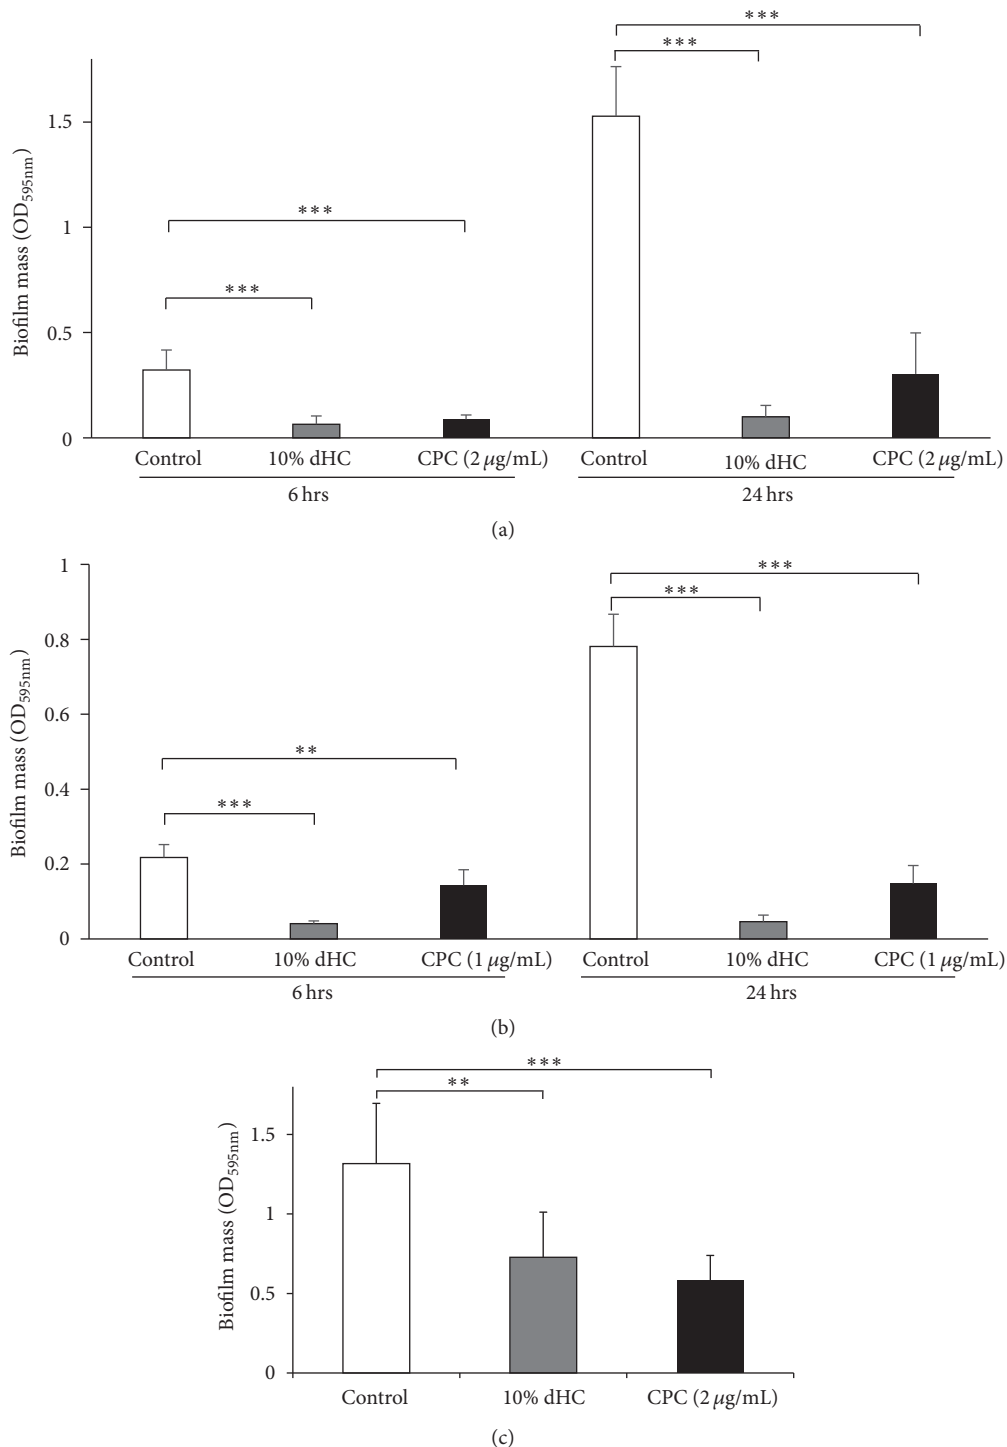 ***
***
1.5
Biofilm mass (OD595nm)
1
***
***
0.5
0
Control 10% dHC CPC (2 μg/mL) Control 10% dHC CPC (2 μg/mL)
6 hrs 24 hrs
(a)
1
***
***
0.8
Biofilm mass (OD595nm)
0.6
**
0.4
***
0.2
0
Control 10% dHC CPC (1 μg/mL) Control 10% dHC CPC (1 μg/mL)
6 hrs 24 hrs
(b)
***
**
1.5
Biofilm mass (OD595nm)
1
0.5
0
Control 10% dHC CPC (2 μg/mL)
(c)